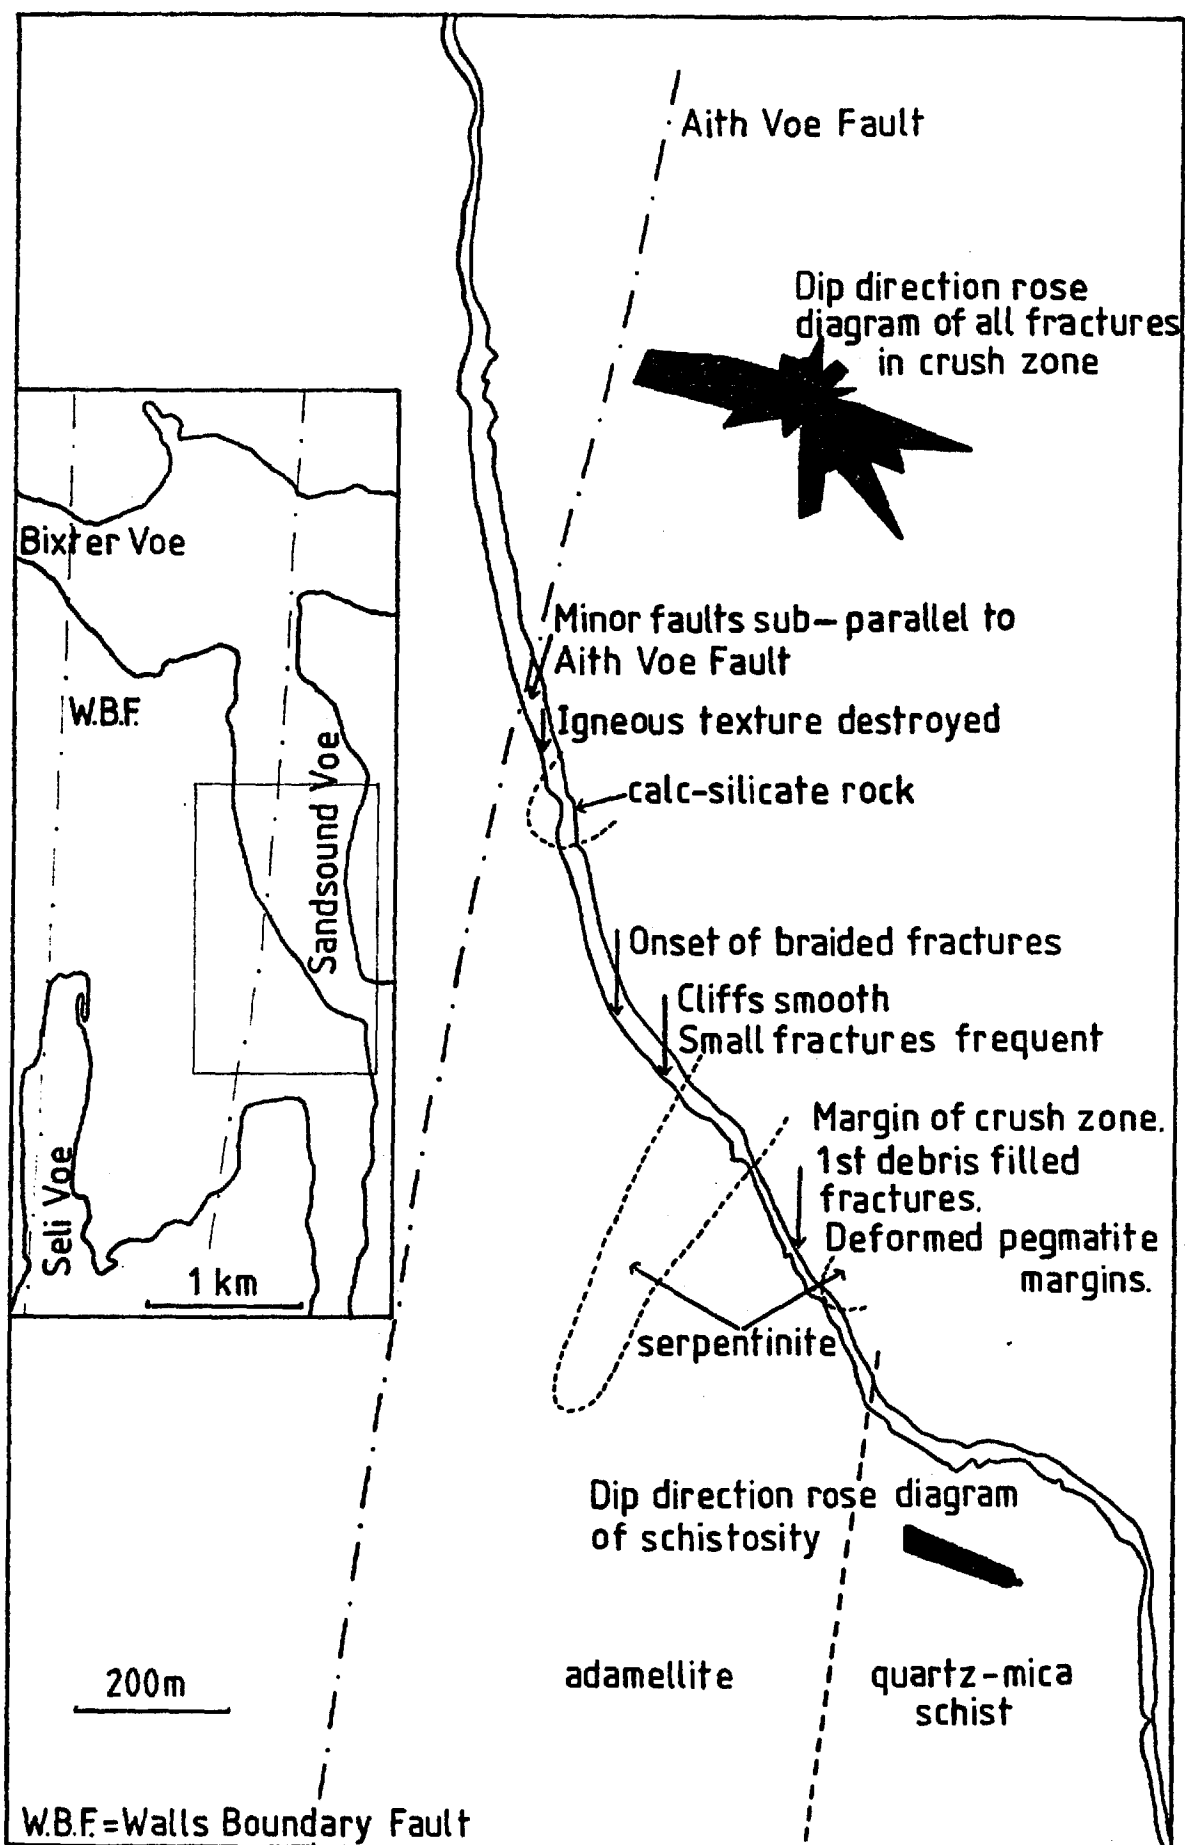 Aith Voe Fault
Dip direction rose
diagram of all fractures
in crush zone
Bixter Voe
W.B.F.
Sandsound Voe
Seli Voe
1 km
Minor faults sub-parallel to
Aith Voe Fault
Igneous texture destroyed
calc-silicate rock
Onset of braided fractures
Cliffs smooth
Small fractures frequent
Margin of crush zone.
1st debris filled
fractures.
Deformed pegmatite
margins.
serpentinite
Dip direction rose diagram
of schistosity
200m
adamellite
quartz-mica
schist
W.B.F.=Walls Boundary Fault